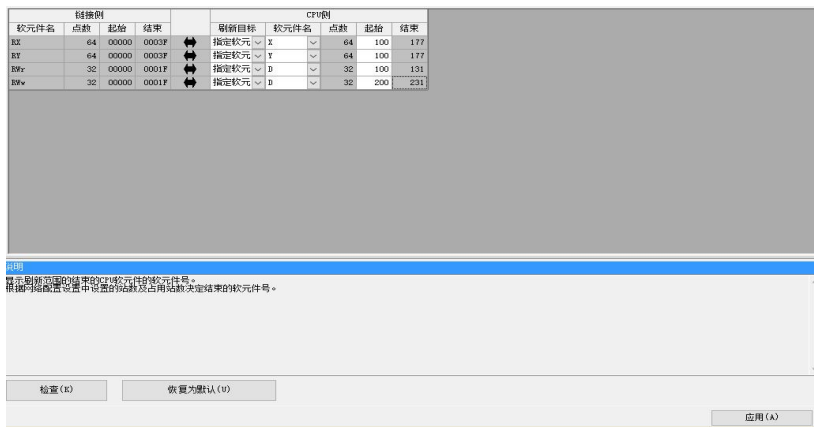 链接侧 CPU侧
软元件名 点数 起始 结束 刷新目标 软元件名 点数 起始 结束
RX 64 00000 0003F 指定软元 X 64 100 177
RY 64 00000 0003F 指定软元 Y 64 100 177
RWr 32 00000 0001F 指定软元 D 32 100 131
RWw 32 00000 0001F 指定软元 D 32 200 231
说明
显示刷新范围的结束的CPU软元件的软元件号。
根据网络配置设置中设置的站数及占用站数决定结束的软元件号。
检查(K) 恢复为默认(U)
应用(A)